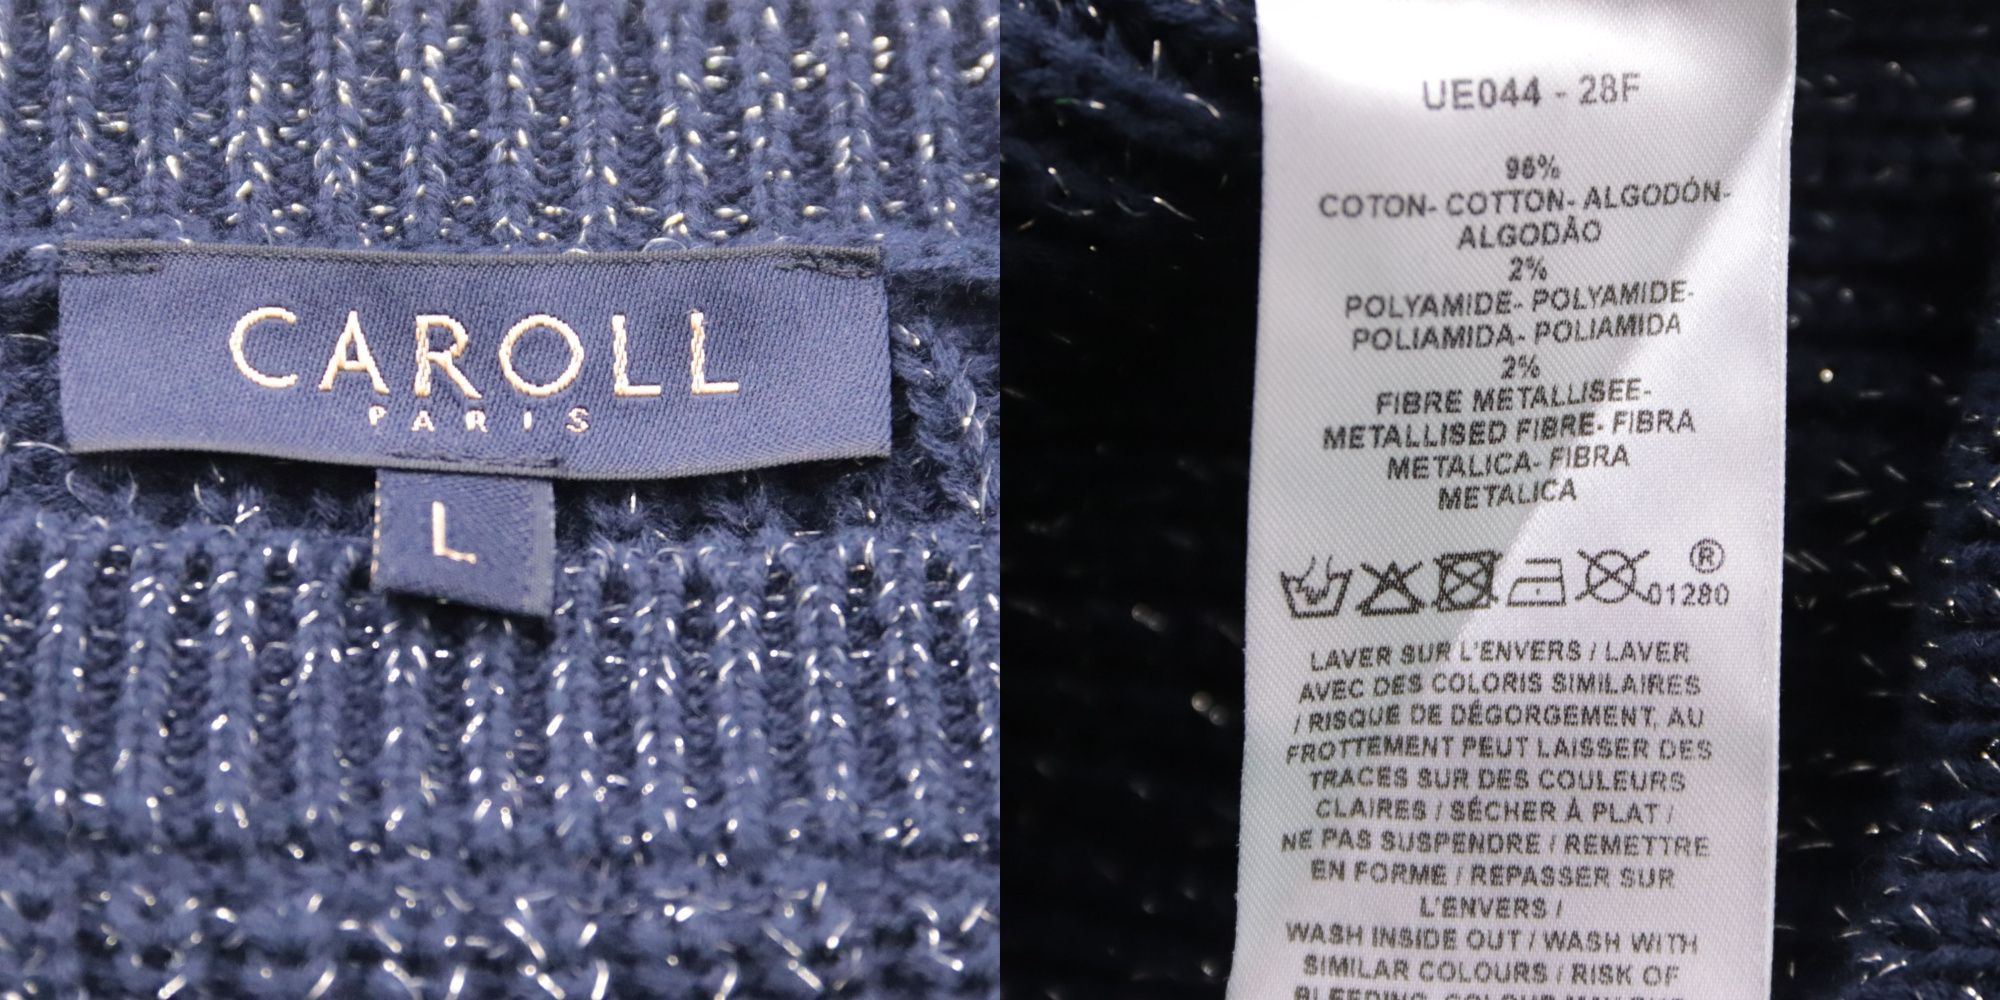 CAROLL
PARIS
L
UE044 - 28F
96%
COTON- COTTON- ALGODÓN-
ALGODÃO
2%
POLYAMIDE- POLYAMIDE-
POLIAMIDA- POLIAMIDA
2%
FIBRE METALLISEE-
METALLISED FIBRE- FIBRA
METALICA- FIBRA
METALICA
®
01280
LAVER SUR L'ENVERS / LAVER
AVEC DES COLORIS SIMILAIRES
/ RISQUE DE DÉGORGEMENT, AU
FROTTEMENT PEUT LAISSER DES
TRACES SUR DES COULEURS
CLAIRES / SÉCHER À PLAT /
NE PAS SUSPENDRE / REMETTRE
EN FORME / REPASSER SUR
L'ENVERS /
WASH INSIDE OUT / WASH WITH
SIMILAR COLOURS / RISK OF
BLEEDING, COLOUR MAY